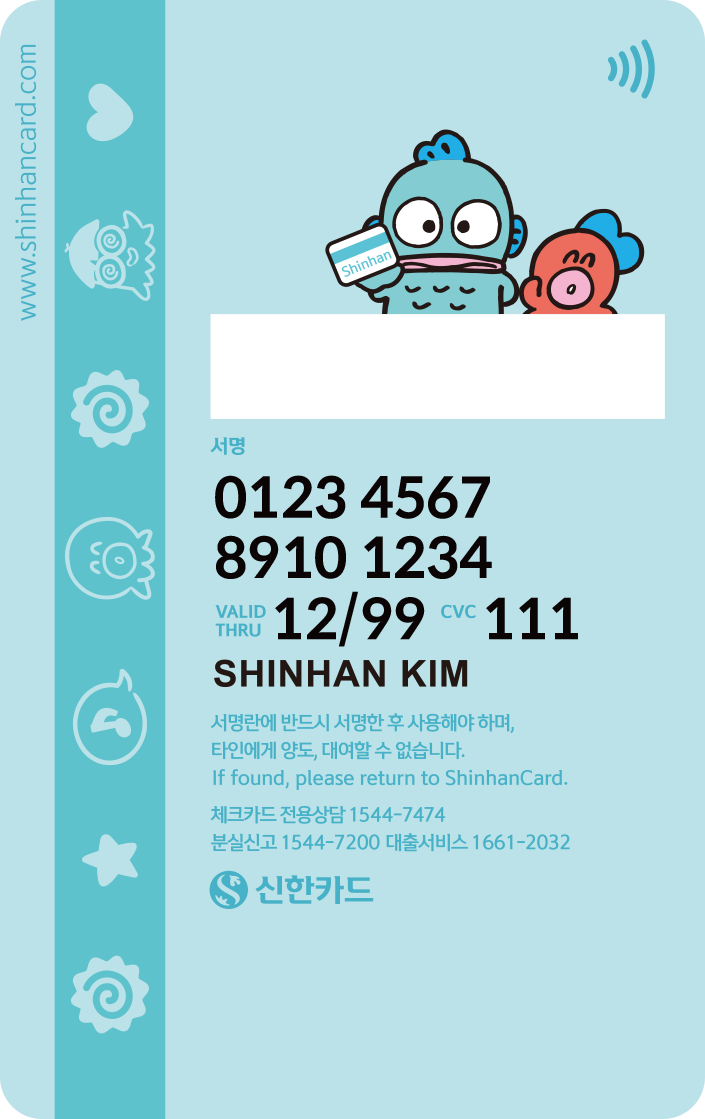 www.shinhancard.com
Shinhan
서명
0123 4567
8910 1234
VALID THRU 12/99 CVC 111
SHINHAN KIM
서명란에 반드시 서명한 후 사용해야 하며,
타인에게 양도, 대여할 수 없습니다.
If found, please return to ShinhanCard.
체크카드 전용상담 1544-7474
분실신고 1544-7200 대출서비스 1661-2032
신한카드